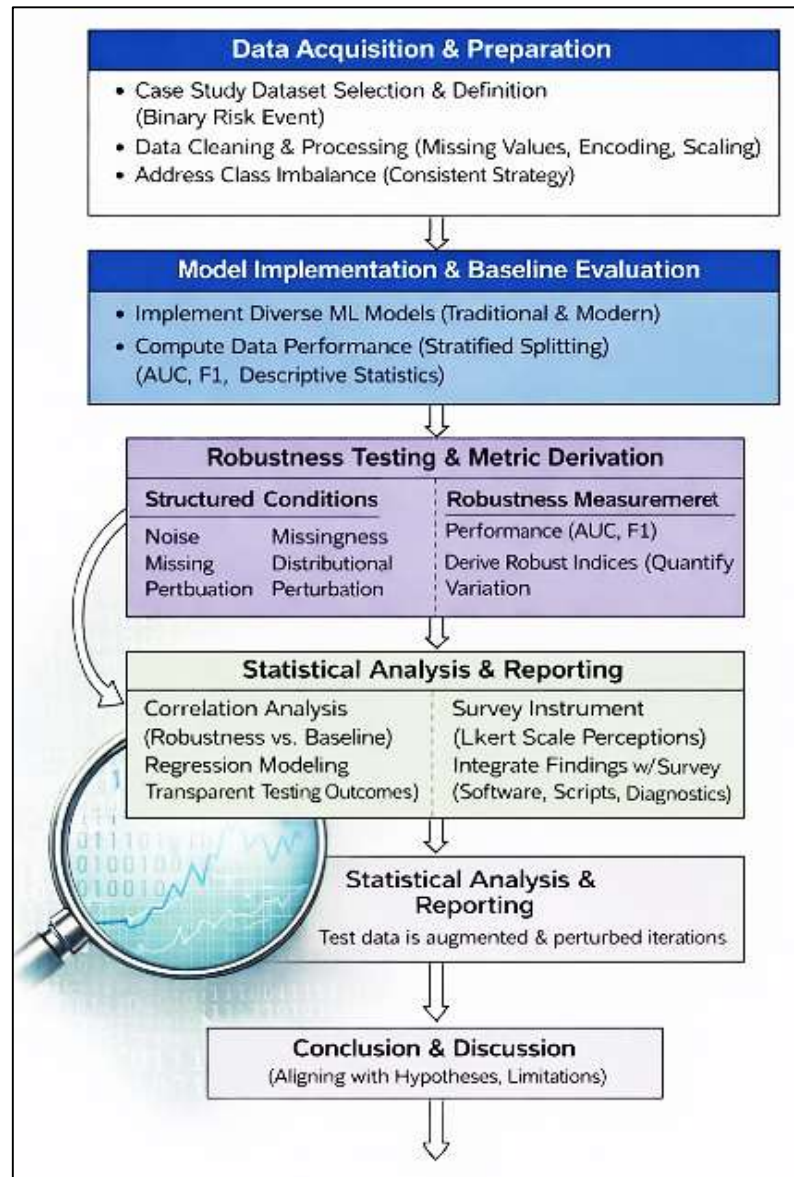 Data Acquisition & Preparation
• Case Study Dataset Selection & Definition
(Binary Risk Event)
• Data Cleaning & Processing (Missing Values, Encoding, Scaling)
• Address Class Imbalance (Consistent Strategy)
Model Implementation & Baseline Evaluation
• Implement Diverse ML Models (Traditional & Modern)
• Compute Data Performance (Stratified Splitting)
(AUC, F1, Descriptive Statistics)
Robustness Testing & Metric Derivation
Structured Conditions
Noise Missingness
Missing Distributional
Pertbuation Perturbation
Robustness Measuremeret
Performance (AUC, F1)
Derive Robust Indices (Quantify
Variation
Statistical Analysis & Reporting
Correlation Analysis
(Robustness vs. Baseline)
Regression Modeling
Transparent Testing Outcomes)
Survey Instrument
(Lkert Scale Perceptions)
Integrate Findings w/Survey
(Software, Scripts, Diagnostics)
Statistical Analysis &
Reporting
Test data is augmented & perturbed iterations
Conclusion & Discussion
(Aligning with Hypotheses, Limitations)